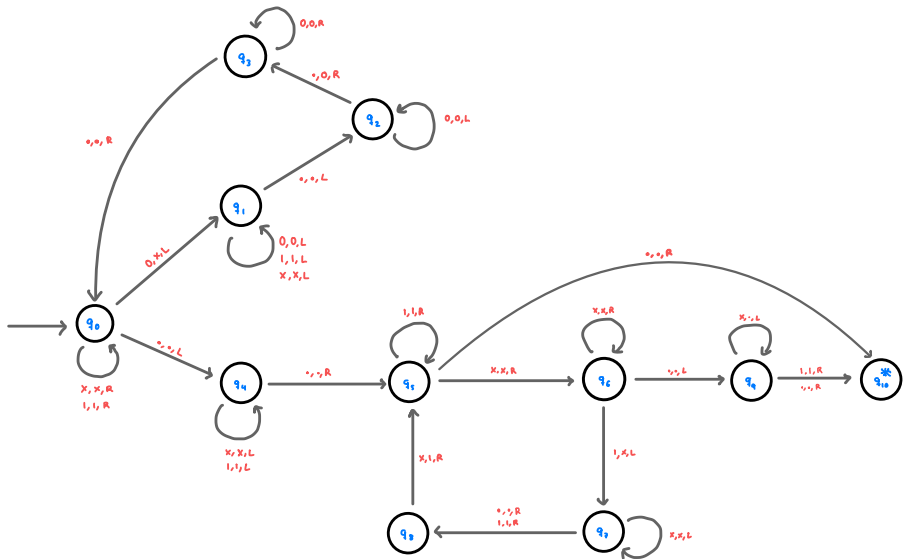 0,0,R
q3
∘,0,R
q2
0,0,L
∘,∘,R
∘,∘,L
q1
0,x,L
0,0,L
1,1,L
x,x,L
∘,∘,R
q0
x,x,R
1,1,R
∘,∘,L
q4
x,x,L
1,1,L
∘,∘,R
1,1,R
q5
x,x,R
x,x,R
q6
∘,∘,L
x,∘,L
q9
1,1,R
∘,∘,R
*
q10
x,1,R
1,x,L
q8
∘,∘,R
1,1,R
q7
x,x,L